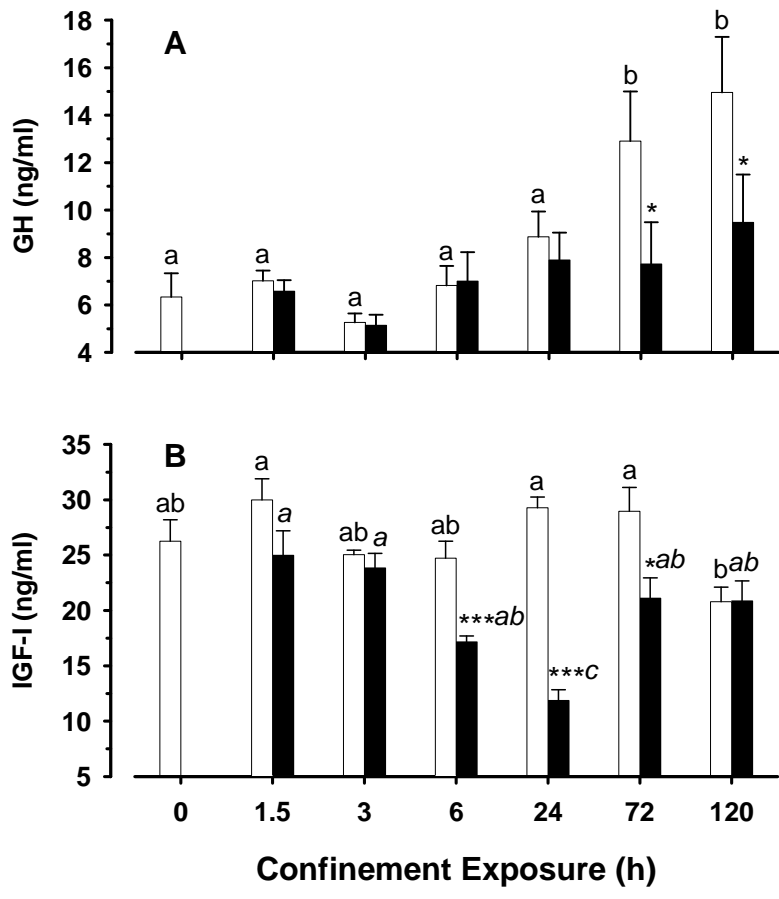 A
GH (ng/ml)
18
16
14
12
10
8
6
4
a
a
a
a
a
b
*
b
*
B
IGF-I (ng/ml)
35
30
25
20
15
10
5
ab
a
a
ab
a
ab
***ab
a
***c
a
*ab
b
ab
0 1.5 3 6 24 72 120
Confinement Exposure (h)